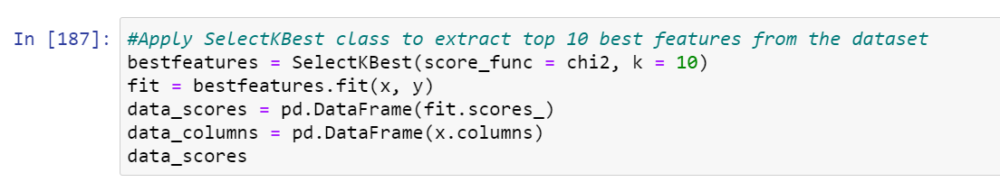 In [187]: #Apply SelectKBest class to extract top 10 best features from the dataset
bestfeatures = SelectKBest(score_func = chi2, k = 10)
fit = bestfeatures.fit(x, y)
data_scores = pd.DataFrame(fit.scores_)
data_columns = pd.DataFrame(x.columns)
data_scores